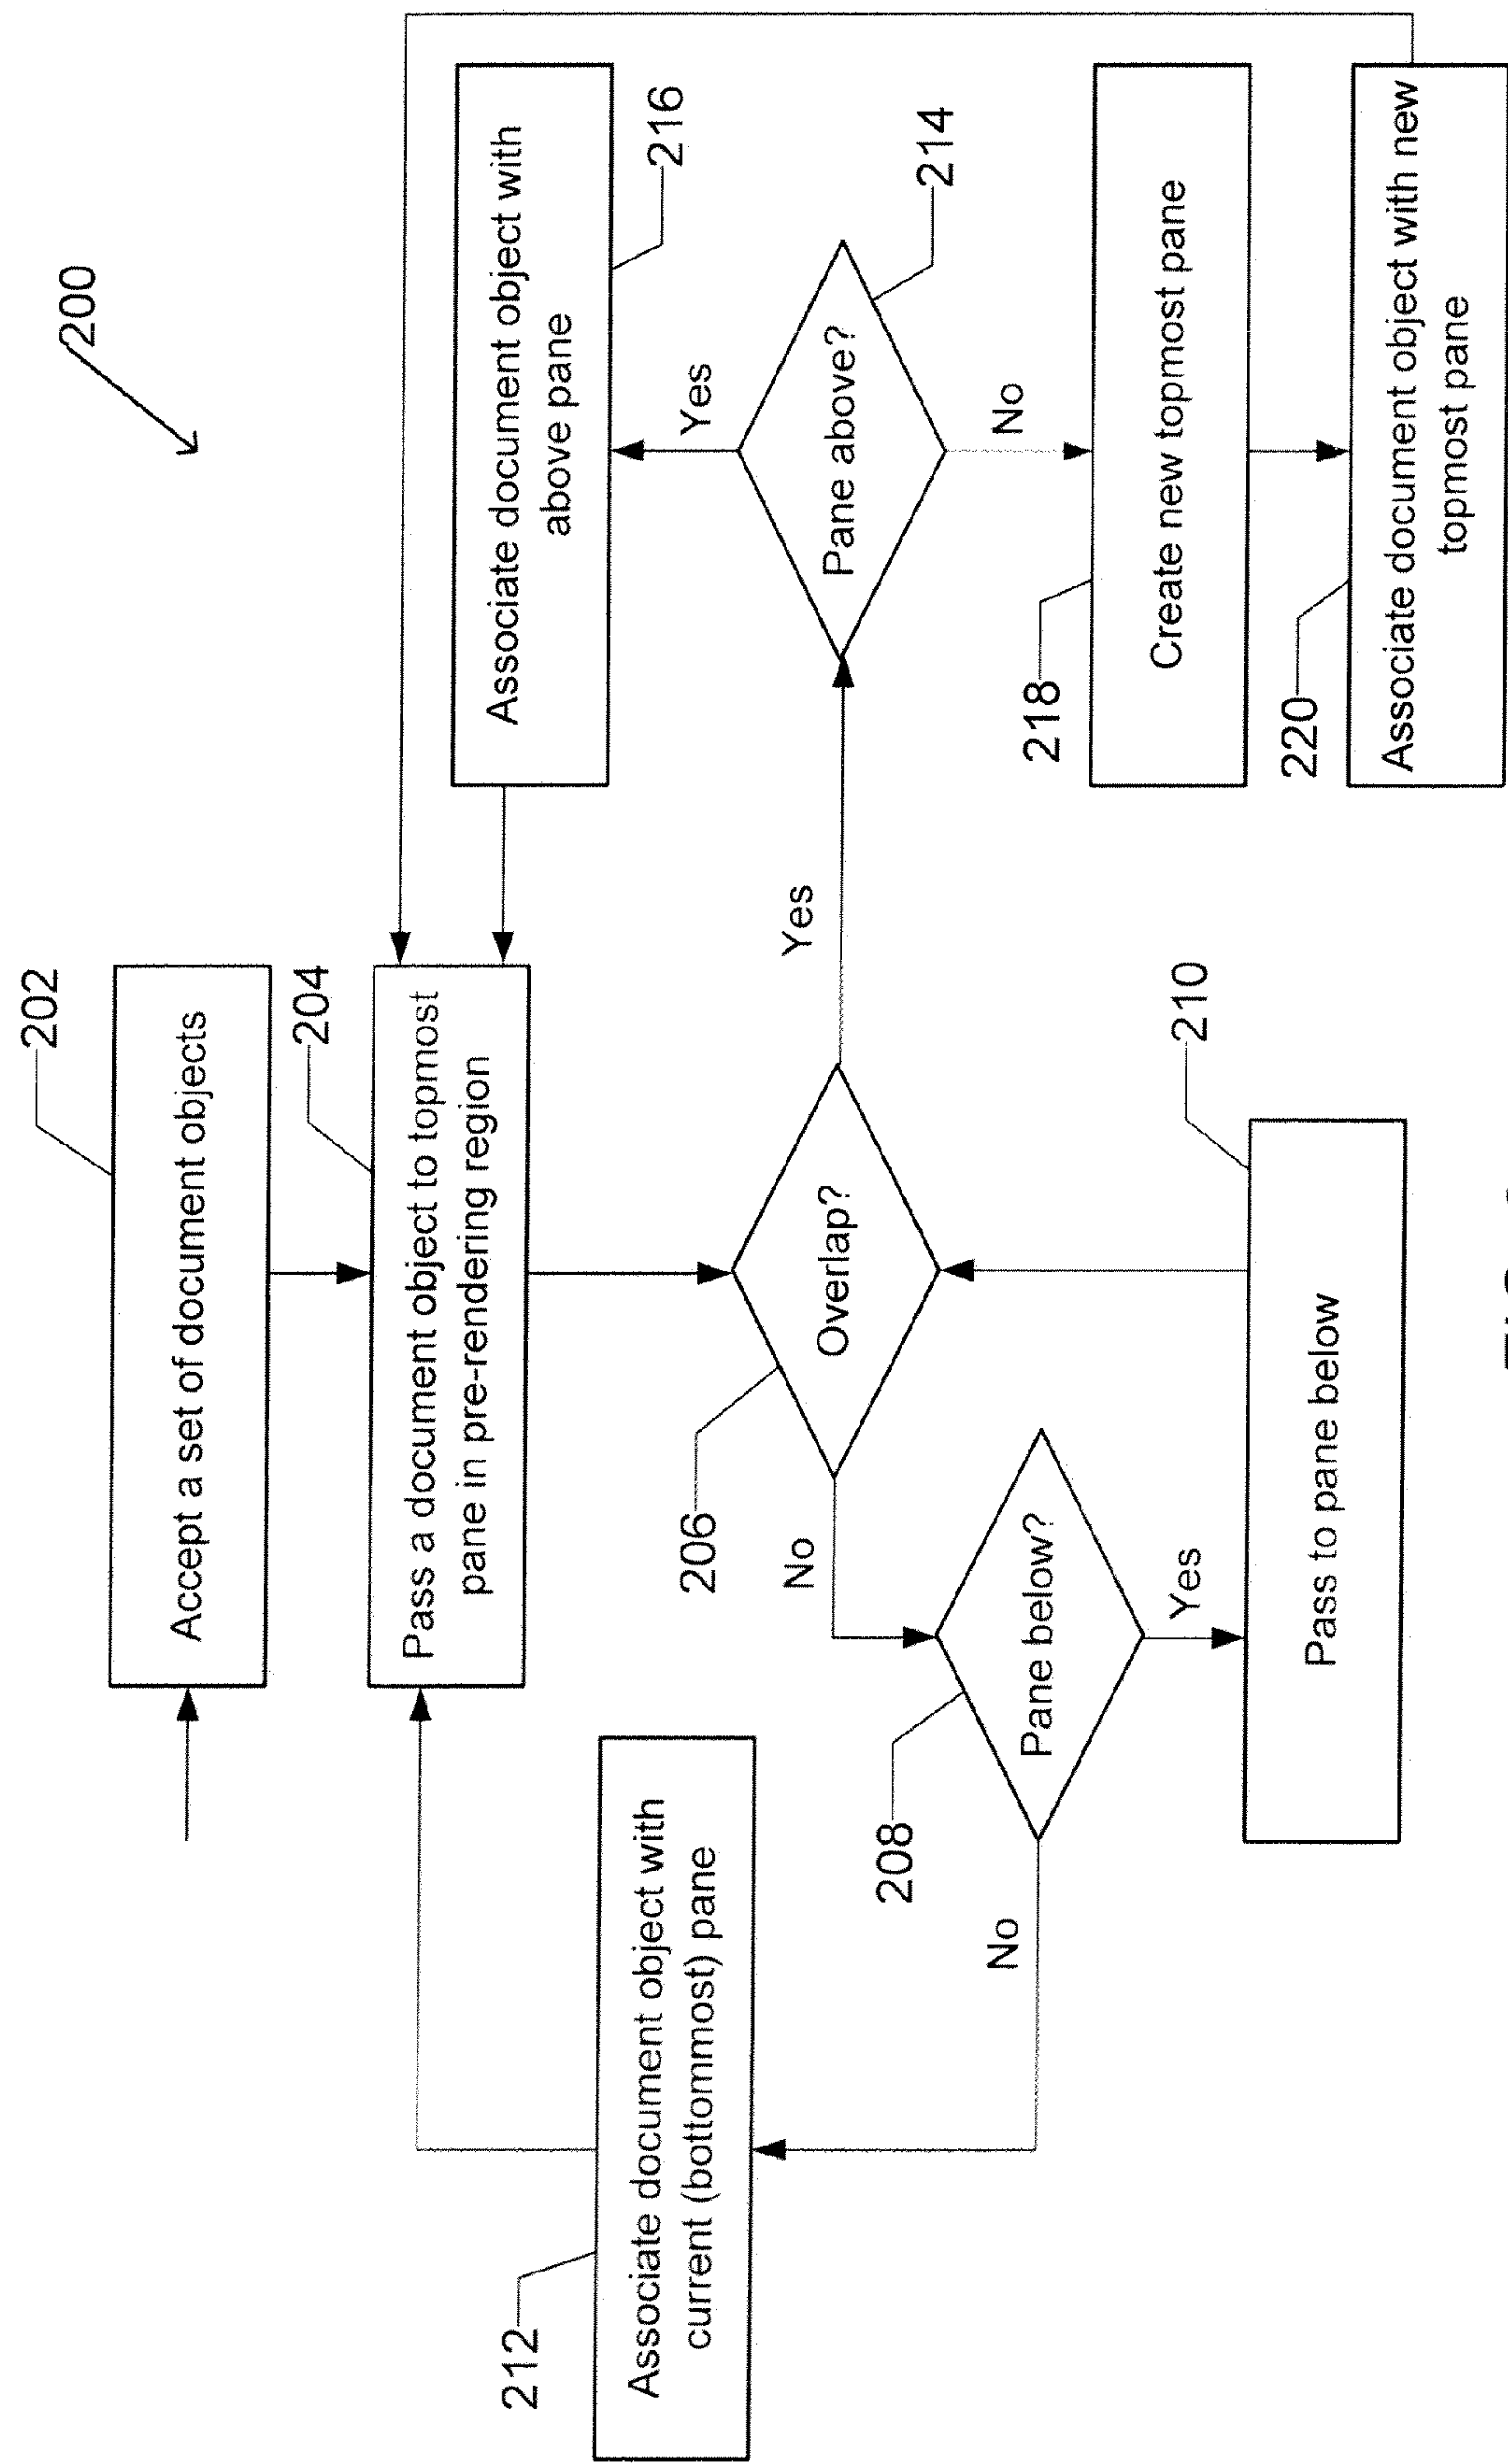 200
202
Accept a set of document objects
204
Pass a document object to topmost
pane in pre-rendering region
212
Associate document object with
current (bottommost) pane
216
Associate document object with
above pane
206
Overlap?
Yes
No
214
Pane above?
Yes
No
208
Pane below?
No
Yes
210
Pass to pane below
218
Create new topmost pane
220
Associate document object with new
topmost pane